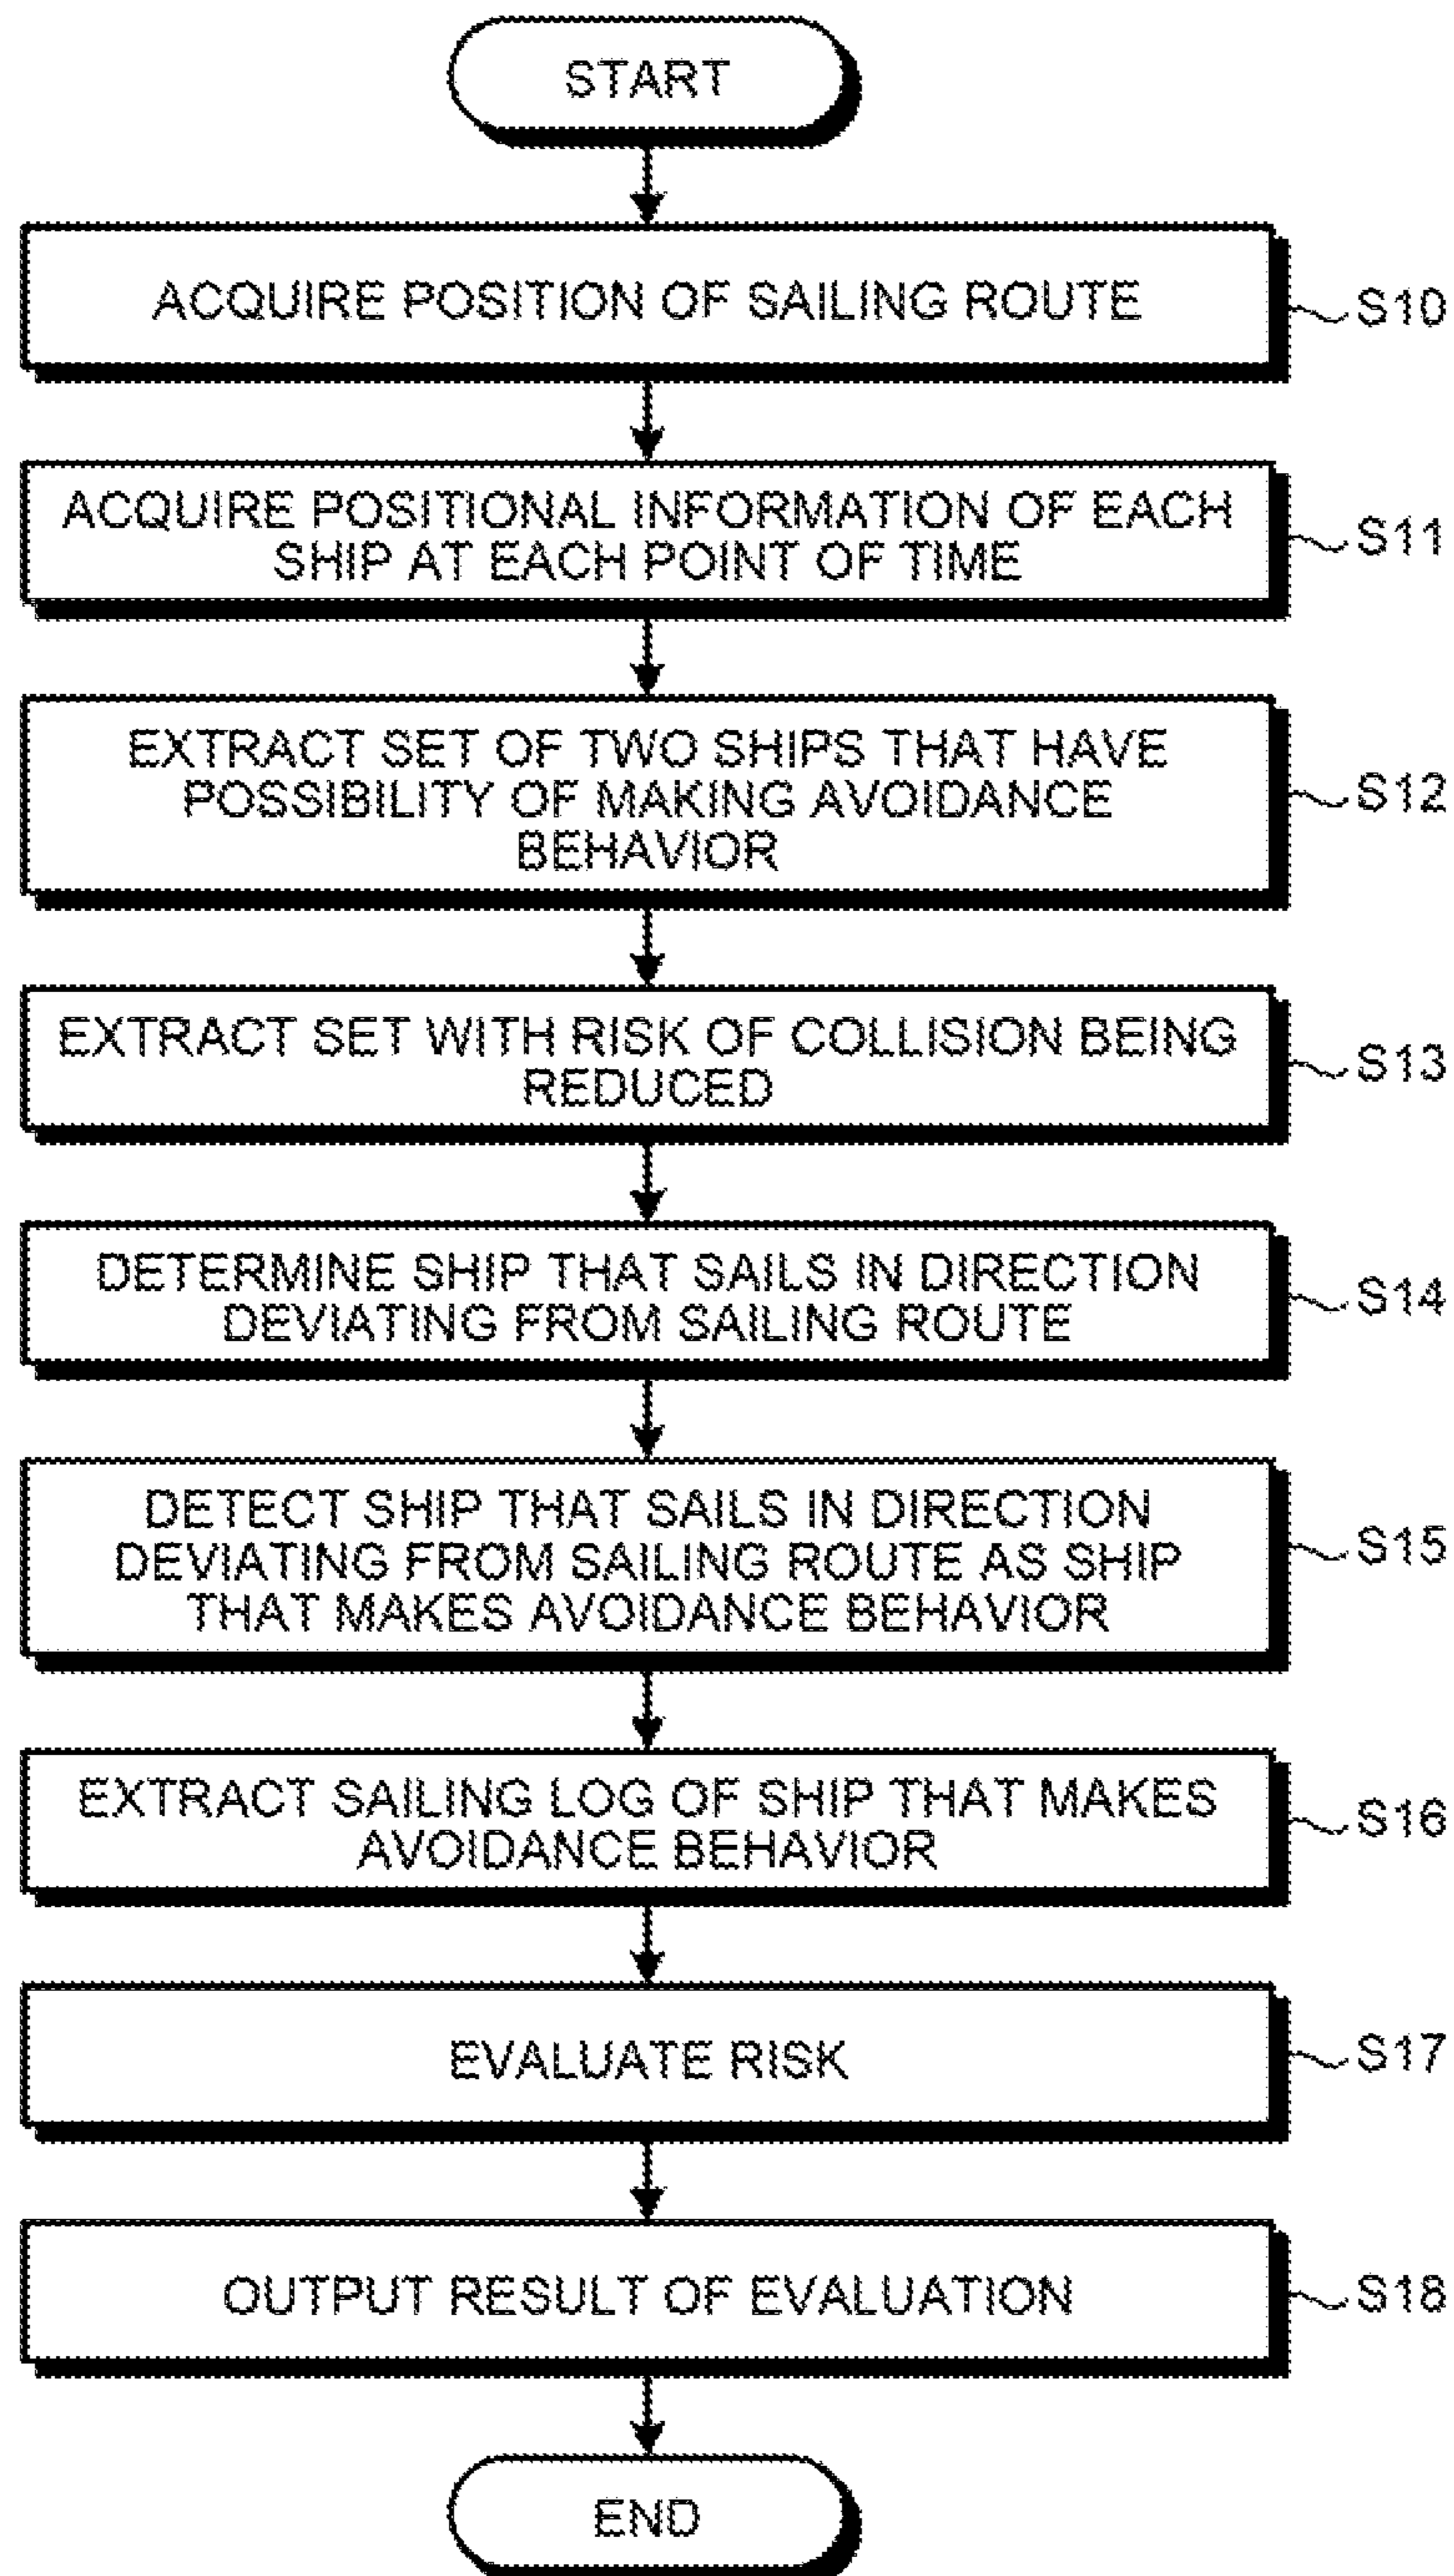 START
ACQUIRE POSITION OF SAILING ROUTE
S10
ACQUIRE POSITIONAL INFORMATION OF EACH
SHIP AT EACH POINT OF TIME
S11
EXTRACT SET OF TWO SHIPS THAT HAVE
POSSIBILITY OF MAKING AVOIDANCE
BEHAVIOR
S12
EXTRACT SET WITH RISK OF COLLISION BEING
REDUCED
S13
DETERMINE SHIP THAT SAILS IN DIRECTION
DEVIATING FROM SAILING ROUTE
S14
DETECT SHIP THAT SAILS IN DIRECTION
DEVIATING FROM SAILING ROUTE AS SHIP
THAT MAKES AVOIDANCE BEHAVIOR
S15
EXTRACT SAILING LOG OF SHIP THAT MAKES
AVOIDANCE BEHAVIOR
S16
EVALUATE RISK
S17
OUTPUT RESULT OF EVALUATION
S18
END